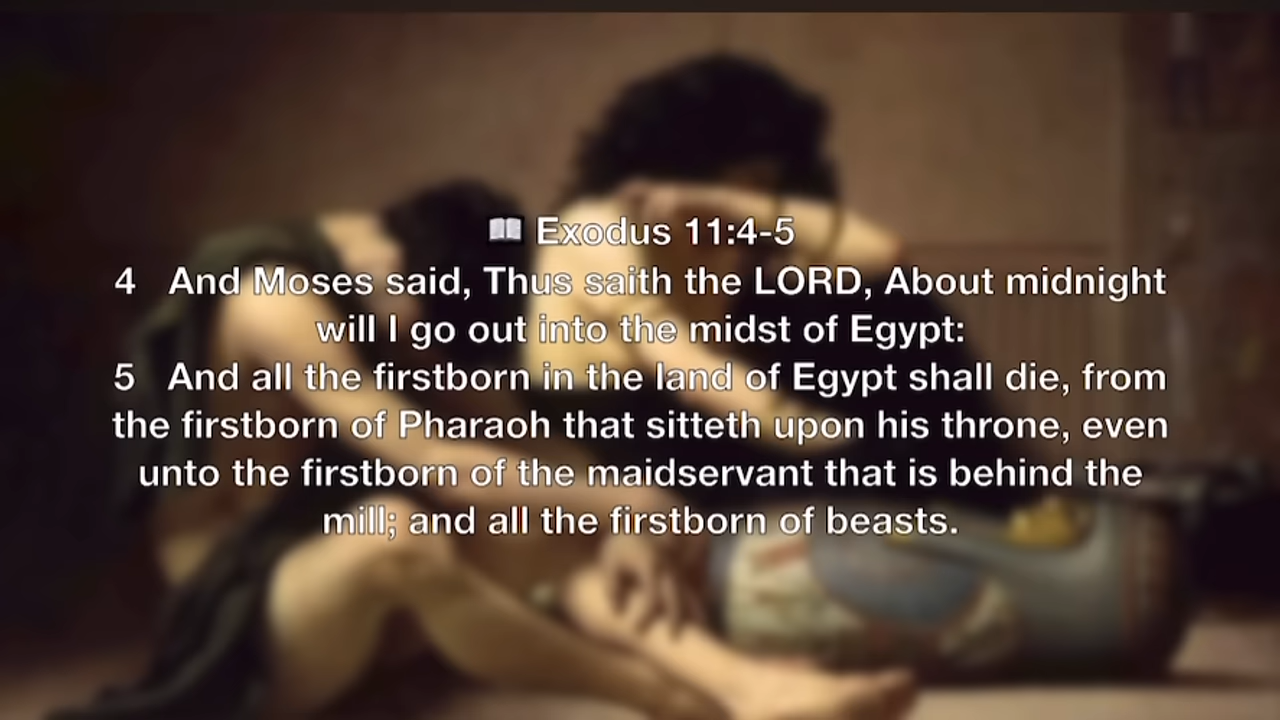 📖 Exodus 11:4-5
4 And Moses said, Thus saith the LORD, About midnight
will I go out into the midst of Egypt:
5 And all the firstborn in the land of Egypt shall die, from
the firstborn of Pharaoh that sitteth upon his throne, even
unto the firstborn of the maidservant that is behind the
mill; and all the firstborn of beasts.